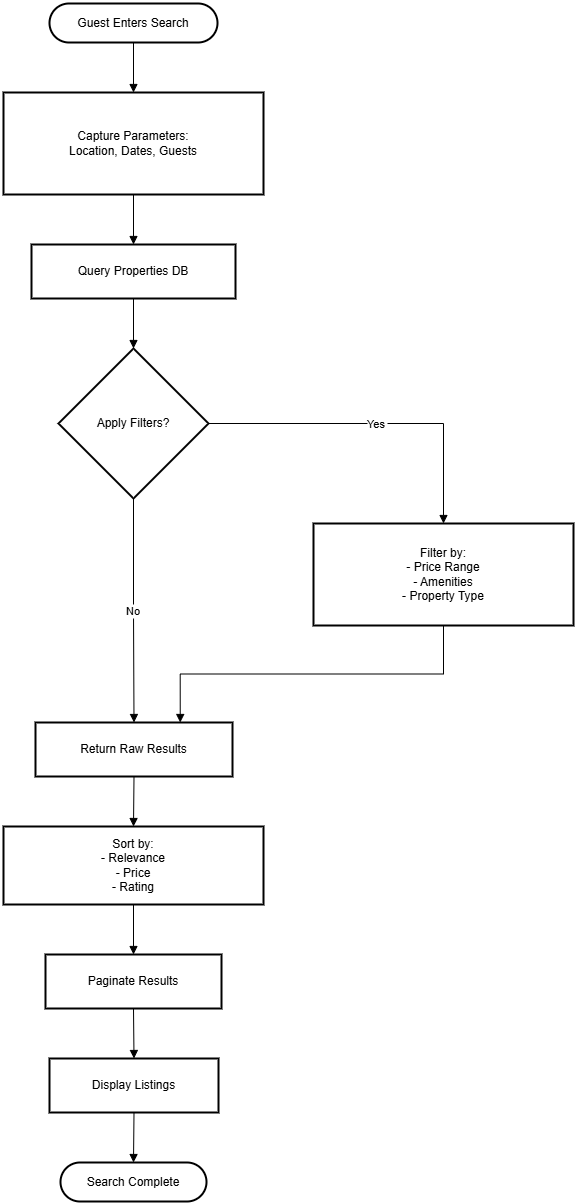 Guest Enters Search
Capture Parameters:
Location, Dates, Guests
Query Properties DB
Apply Filters?
Yes
Filter by:
- Price Range
- Amenities
- Property Type
No
Return Raw Results
Sort by:
- Relevance
- Price
- Rating
Paginate Results
Display Listings
Search Complete